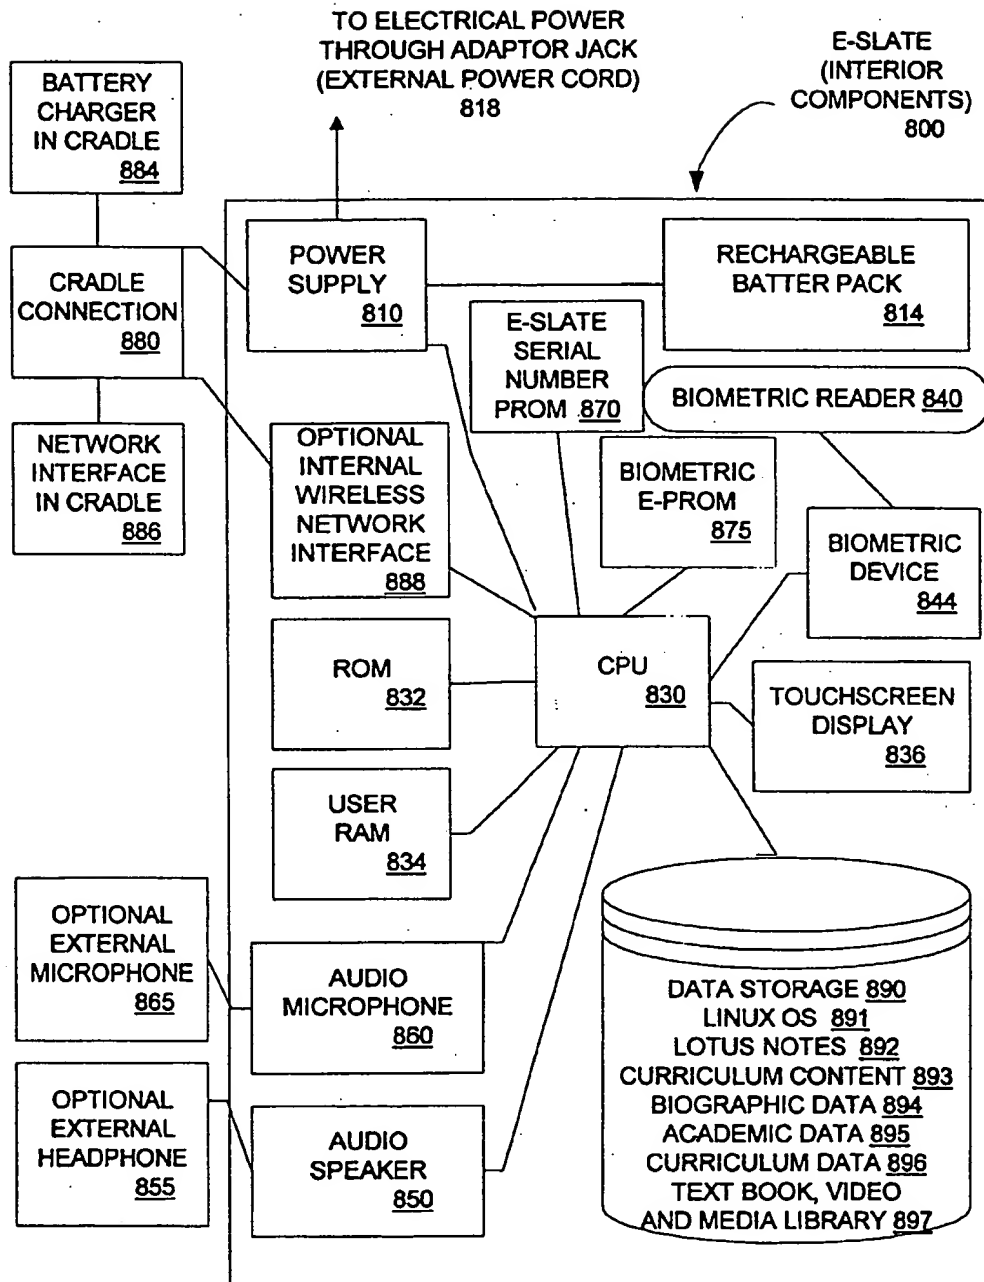 TO ELECTRICAL POWER
THROUGH ADAPTOR JACK
(EXTERNAL POWER CORD)
818
E-SLATE
(INTERIOR
COMPONENTS)
800
BATTERY
CHARGER
IN CRADLE
884
CRADLE
CONNECTION
880
NETWORK
INTERFACE
IN CRADLE
886
POWER
SUPPLY
810
RECHARGEABLE
BATTER PACK
814
E-SLATE
SERIAL
NUMBER
PROM 870
BIOMETRIC READER 840
OPTIONAL
INTERNAL
WIRELESS
NETWORK
INTERFACE
888
BIOMETRIC
E-PROM
875
BIOMETRIC
DEVICE
844
ROM
832
CPU
830
TOUCHSCREEN
DISPLAY
836
USER
RAM
834
OPTIONAL
EXTERNAL
MICROPHONE
865
AUDIO
MICROPHONE
860
OPTIONAL
EXTERNAL
HEADPHONE
855
AUDIO
SPEAKER
850
DATA STORAGE 890
LINUX OS 891
LOTUS NOTES 892
CURRICULUM CONTENT 893
BIOGRAPHIC DATA 894
ACADEMIC DATA 895
CURRICULUM DATA 896
TEXT BOOK, VIDEO
AND MEDIA LIBRARY 897